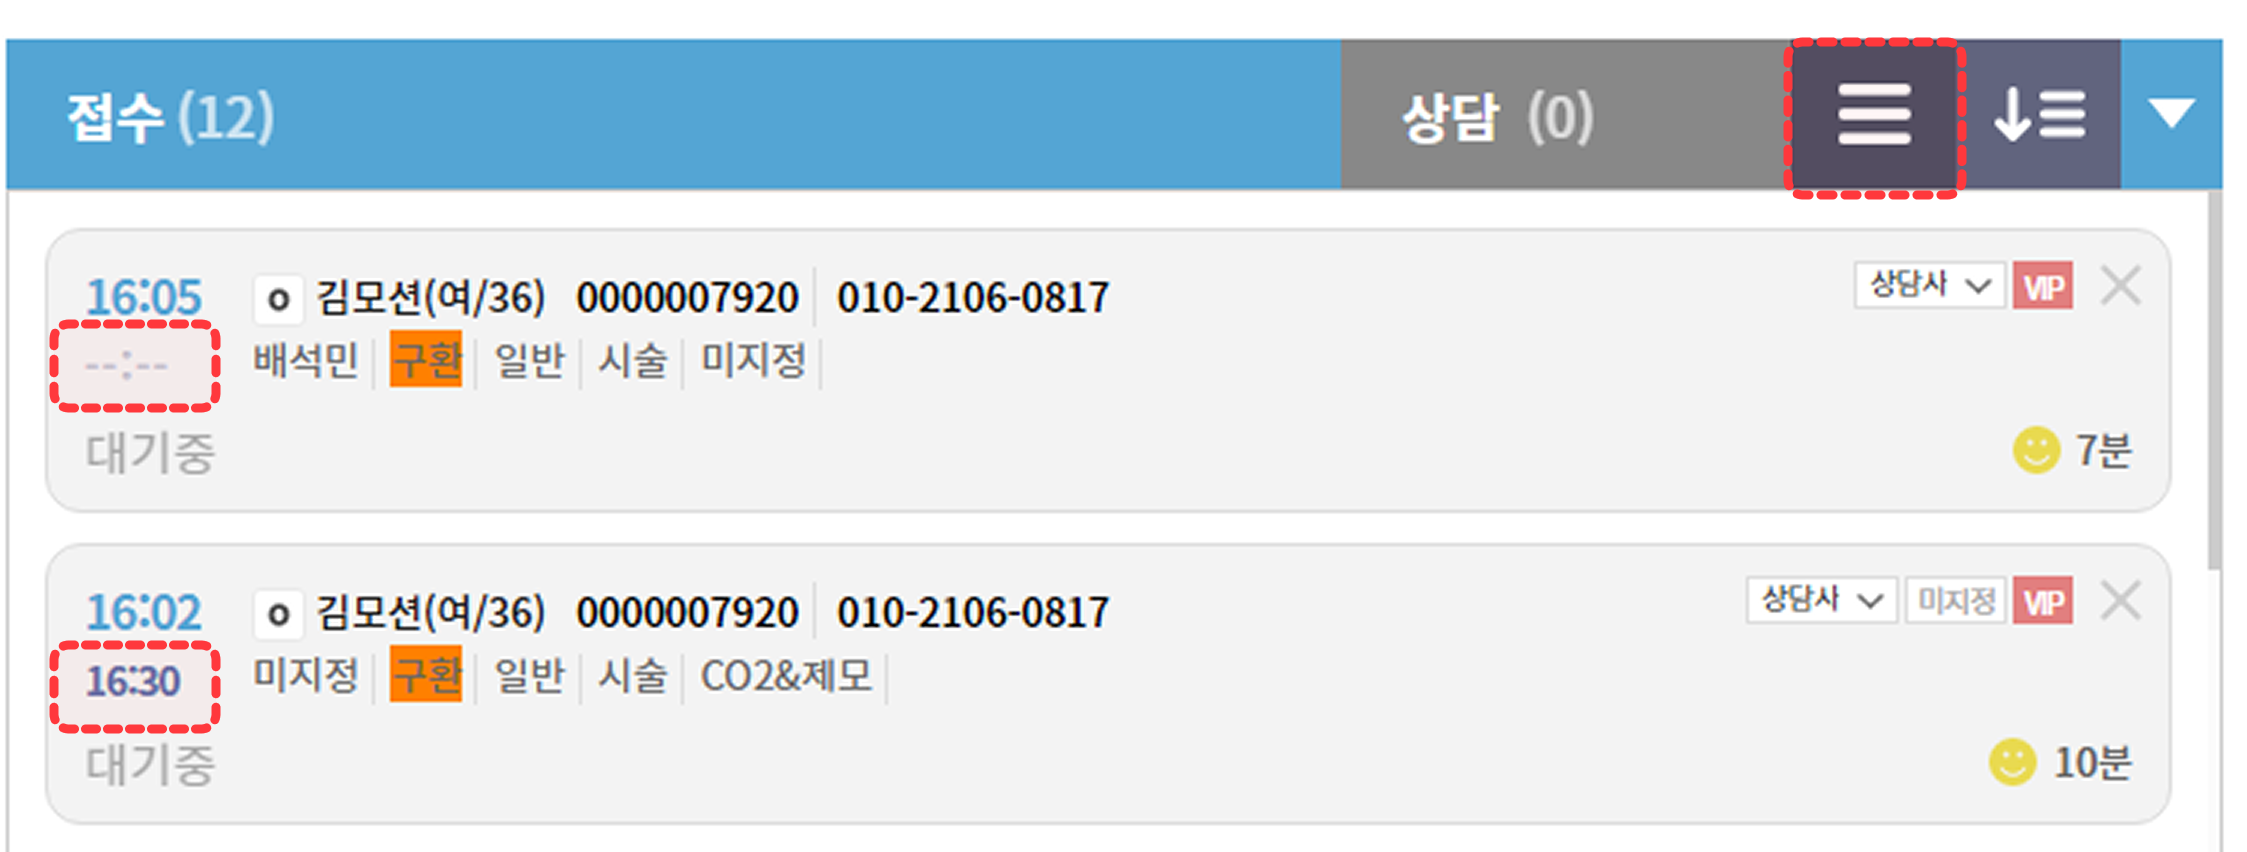 접수 (12) 상담 (0)
16:05 o 김모션(여/36) 0000007920 010-2106-0817 상담사 VIP
--:-- 배석민 구환 일반 시술 미지정
대기중 7분
16:02 o 김모션(여/36) 0000007920 010-2106-0817 상담사 미지정 VIP
16:30 미지정 구환 일반 시술 CO2&제모
대기중 10분